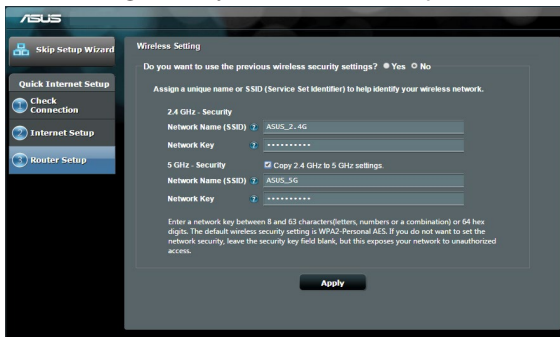 ASUS
Skip Setup Wizard
Quick Internet Setup
1 Check Connection
2 Internet Setup
3 Router Setup
Wireless Setting
Do you want to use the previous wireless security settings? Yes No
Assign a unique name or SSID (Service Set Identifier) to help identify your wireless network.
2.4 GHz - Security
Network Name (SSID) ? ASUS_2.4G
Network Key ? ••••••••••
5 GHz - Security Copy 2.4 GHz to 5 GHz settings.
Network Name (SSID) ? ASUS_5G
Network Key ? ••••••••••
Enter a network key between 8 and 63 characters(letters, numbers or a combination) or 64 hex
digits. The default wireless security setting is WPA2-Personal AES. If you do not want to set the
network security, leave the security key field blank, but this exposes your network to unauthorized
access.
Apply